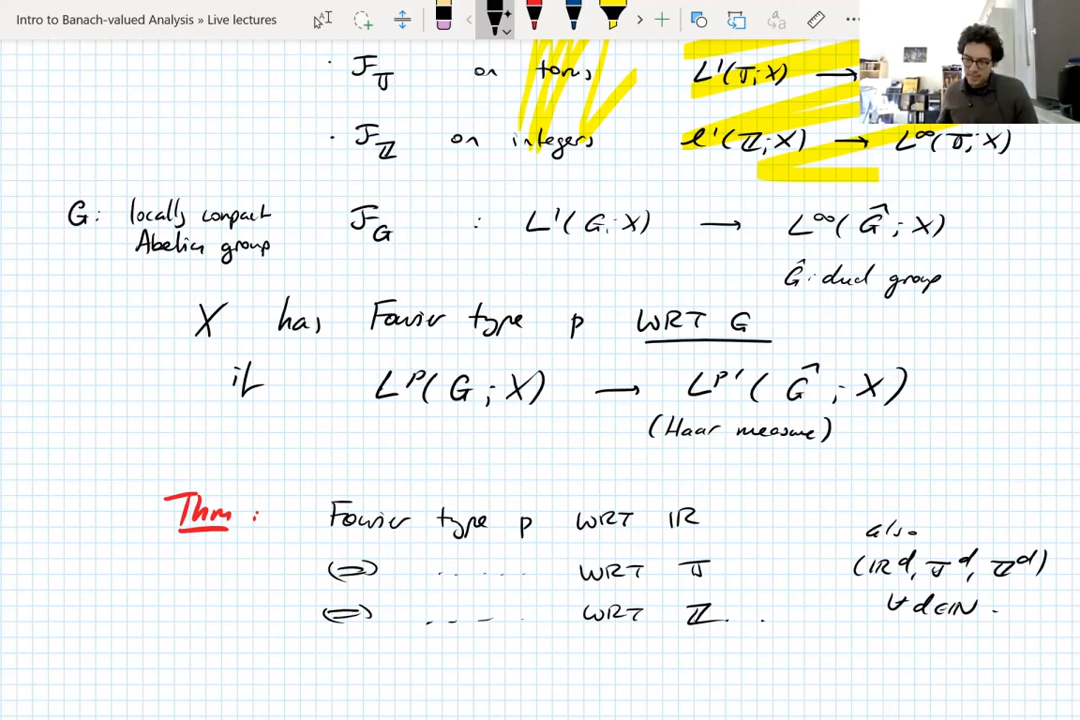 Intro to Banach-valued Analysis » Live lectures
· F_𝕋 on torus L¹(𝕋; X) →
· F_ℤ on integers ℓ¹(ℤ; X) → L^∞(𝕋; X)
G: locally compact Abelian group F_G : L¹(G; X) → L^∞(Ĝ; X)
Ĝ: dual group
X has Fourier type p WRT G
if L^p(G; X) → L^p'(Ĝ; X)
(Haar measure)
Thm: Fourier type p WRT ℝ
⟺ ...... WRT 𝕋
⟺ ...... WRT ℤ. .
also
(ℝ^d, 𝕋^d, ℤ^d)
∀ d∈ℕ.